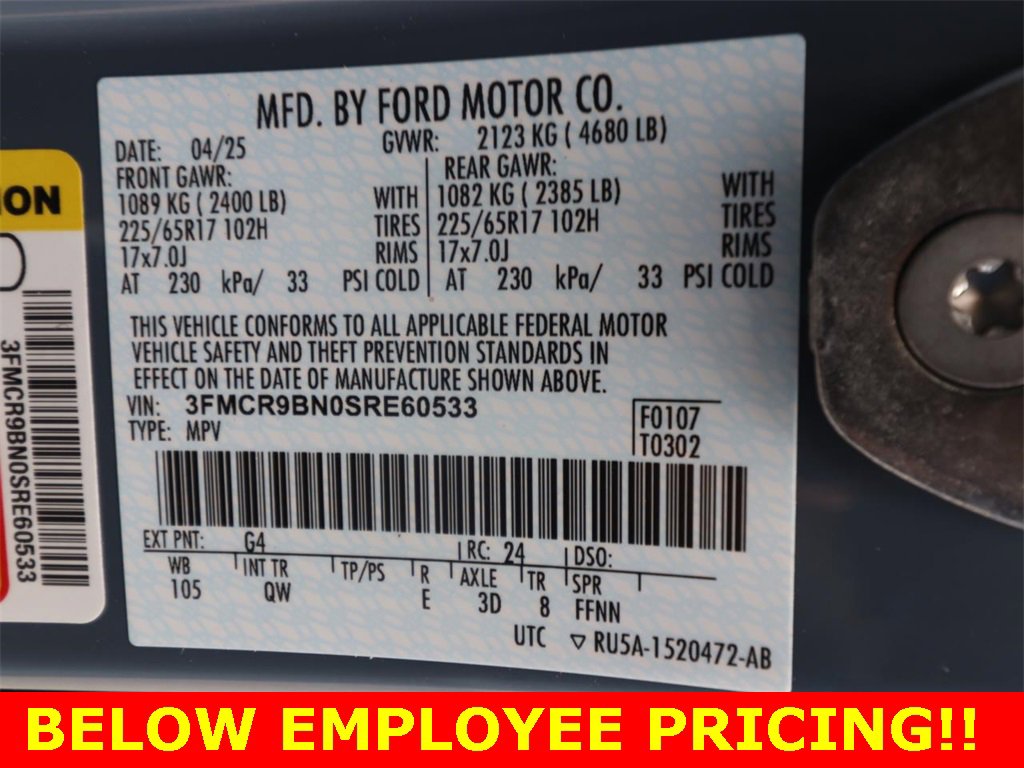 MFD. BY FORD MOTOR CO.
DATE: 04/25 GVWR: 2123 KG ( 4680 LB)
FRONT GAWR: REAR GAWR:
1089 KG ( 2400 LB) WITH 1082 KG ( 2385 LB) WITH
225/65R17 102H TIRES 225/65R17 102H TIRES
17x7.0J RIMS 17x7.0J RIMS
AT 230 kPa/ 33 PSI COLD AT 230 kPa/ 33 PSI COLD
THIS VEHICLE CONFORMS TO ALL APPLICABLE FEDERAL MOTOR
VEHICLE SAFETY AND THEFT PREVENTION STANDARDS IN
EFFECT ON THE DATE OF MANUFACTURE SHOWN ABOVE.
VIN: 3FMCR9BN0SRE60533 F0107
TYPE: MPV T0302
EXT PNT: G4 RC: 24 DSO:
WB INT TR TP/PS R AXLE TR SPR
105 QW E 3D 8 FFNN
UTC ▽ RU5A-1520472-AB
ION
3FMCR9BN0SRE60533
BELOW EMPLOYEE PRICING!!